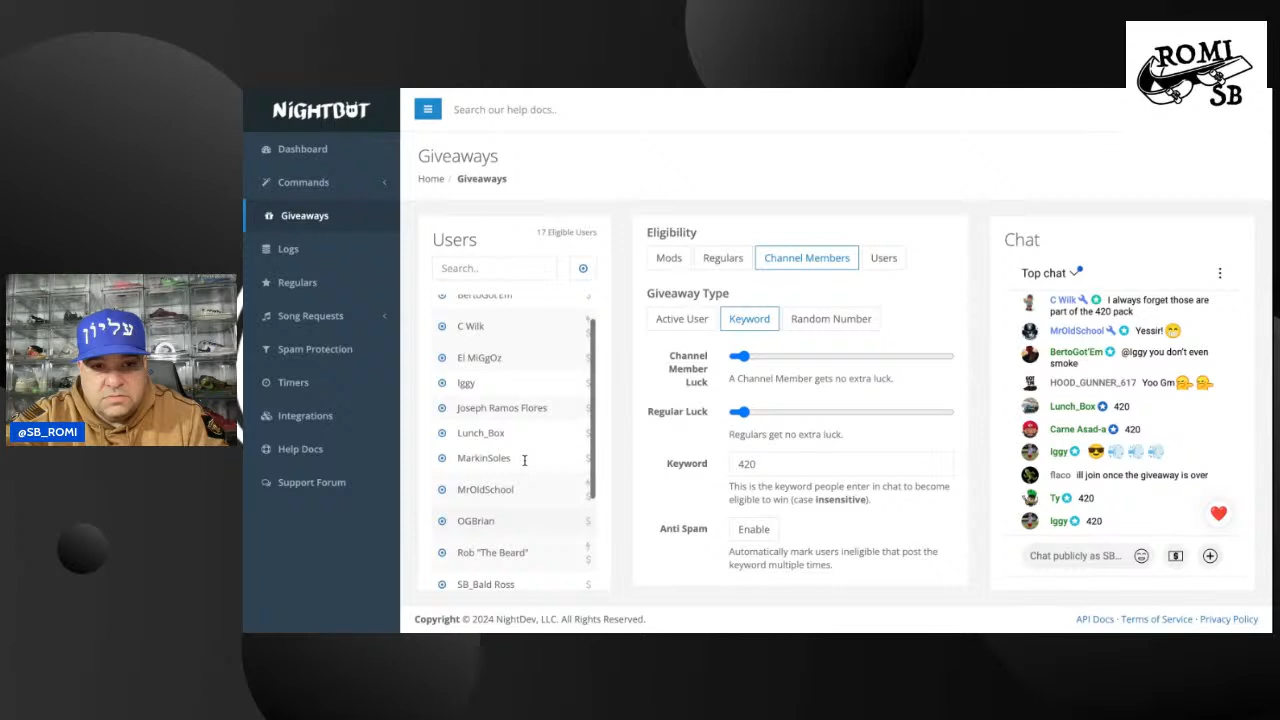 ROMI
SB
NIGHTBOT
Search our help docs..
Dashboard
Commands
Giveaways
Logs
Regulars
Song Requests
Spam Protection
Timers
Integrations
Help Docs
Support Forum
Giveaways
Home / Giveaways
Users
17 Eligible Users
Search..
BertoGot'Em
C Wilk
El MiGgOz
Iggy
Joseph Ramos Flores
Lunch_Box
MarkinSoles
MrOldSchool
OGBrian
Rob "The Beard"
SB_Bald Ross
Eligibility
Mods
Regulars
Channel Members
Users
Giveaway Type
Active User
Keyword
Random Number
Channel
Member
Luck
A Channel Member gets no extra luck.
Regular Luck
Regulars get no extra luck.
Keyword
420
This is the keyword people enter in chat to become
eligible to win (case insensitive).
Anti Spam
Enable
Automatically mark users ineligible that post the
keyword multiple times.
Chat
Top chat
C Wilk I always forget those are
part of the 420 pack
MrOldSchool Yessir! 😁
BertoGot'Em @Iggy you don't even
smoke
HOOD_GUNNER_617 Yoo Gm🤗🤗
Lunch_Box 420
Carne Asad-a 420
Iggy 😎💨💨💨
flaco ill join once the giveaway is over
Ty 420
Iggy 420
Chat publicly as SB...
עליון
@SB_ROMI
Copyright © 2024 NightDev, LLC. All Rights Reserved.
API Docs · Terms of Service · Privacy Policy